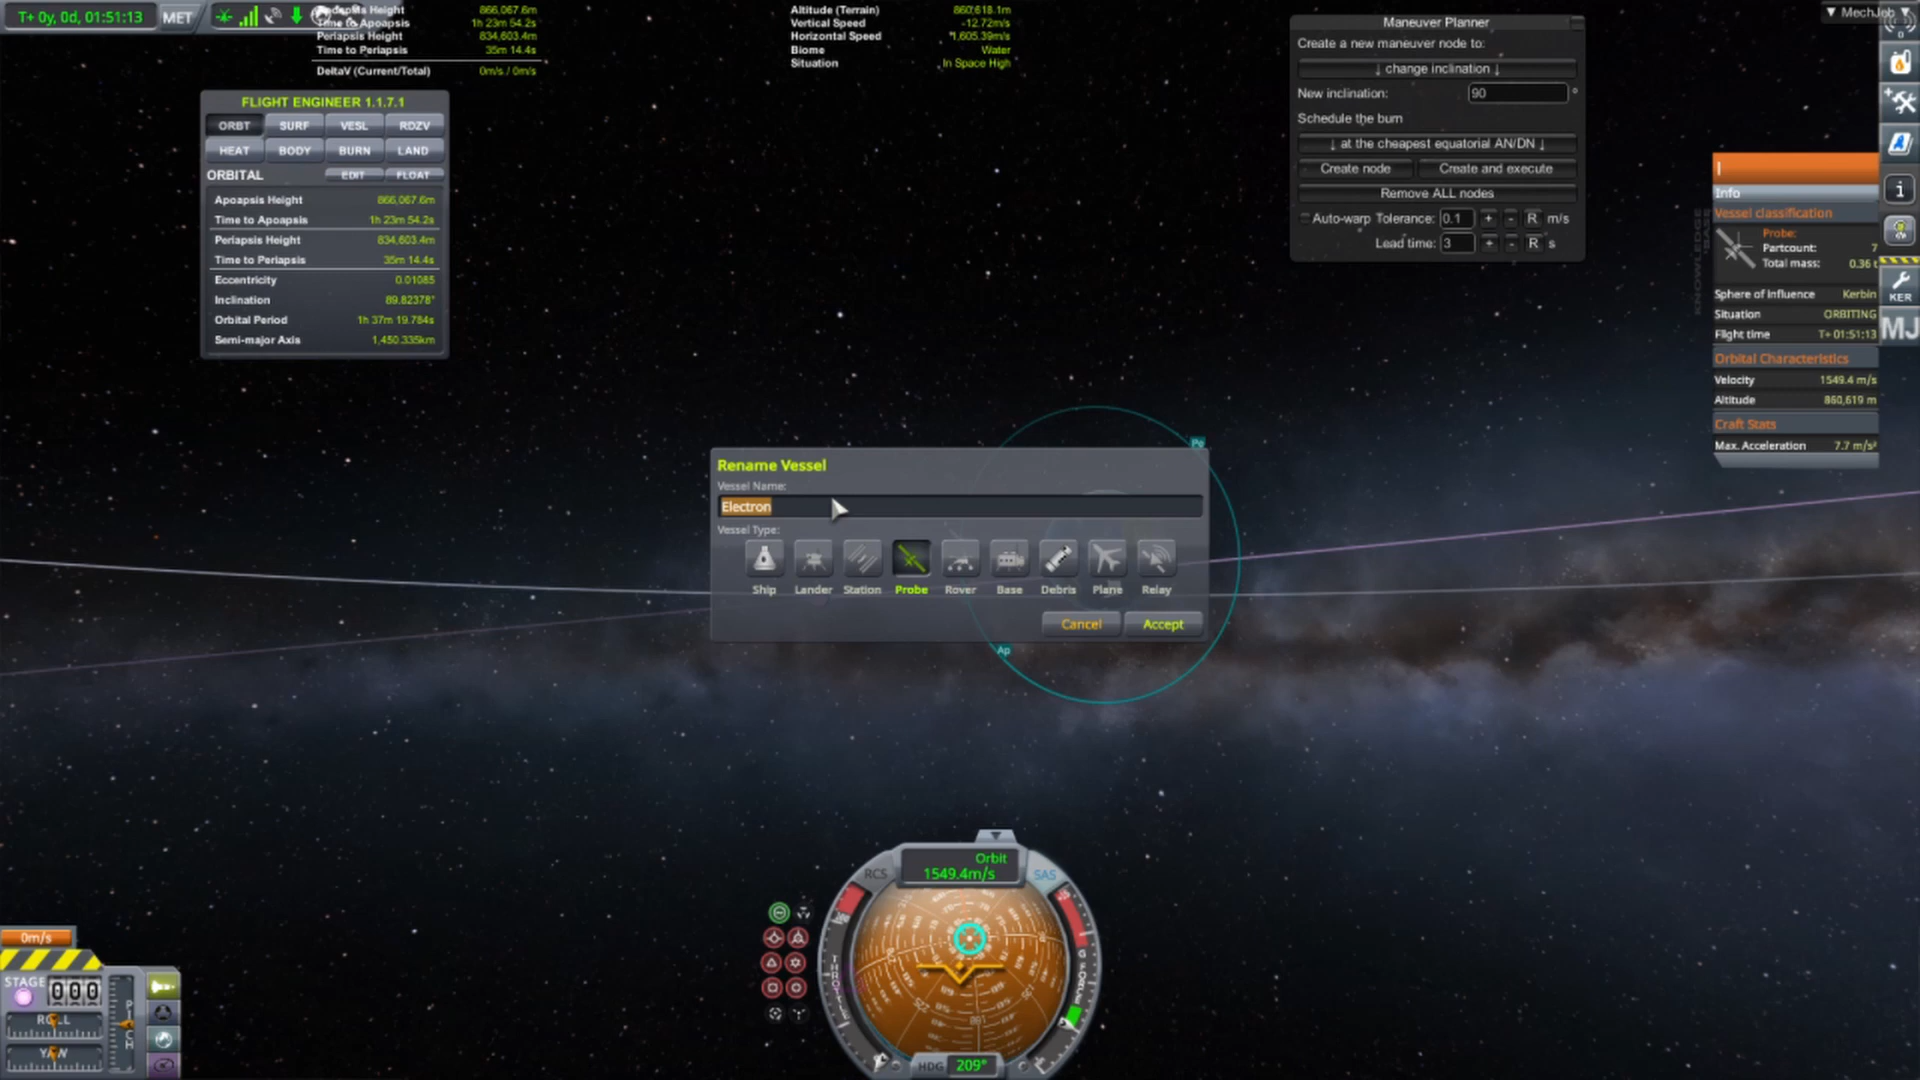 T+ 0y, 0d, 01:51:13 MET
Apoapsis Height 866,067.6m
Time to Apoapsis 1h 23m 54.2s
Periapsis Height 834,603.4m
Time to Periapsis 35m 14.4s
DeltaV (Current/Total) 0m/s / 0m/s
Altitude (Terrain) 860,618.1m
Vertical Speed -12.72m/s
Horizontal Speed 1,605.39m/s
Biome Water
Situation In Space High
Maneuver Planner
Create a new maneuver node to:
↓ change inclination ↓
New inclination: 90 °
Schedule the burn
↓ at the cheapest equatorial AN/DN ↓
Create node Create and execute
Remove ALL nodes
Auto-warp Tolerance: 0.1 + - R m/s
Lead time: 3 + - R s
▼ MechJeb ▼
FLIGHT ENGINEER 1.1.7.1
ORBT SURF VESL RDZV
HEAT BODY BURN LAND
ORBITAL EDIT FLOAT
Apoapsis Height 866,067.6m
Time to Apoapsis 1h 23m 54.2s
Periapsis Height 834,603.4m
Time to Periapsis 35m 14.4s
Eccentricity 0.01085
Inclination 89.82378°
Orbital Period 1h 37m 19.784s
Semi-major Axis 1,450.335km
Info
Vessel classification
Probe:
Partcount: 7
Total mass: 0.36 t
Sphere of Influence Kerbin
Situation ORBITING
Flight time T+ 01:51:13
Orbital Characteristics
Velocity 1549.4 m/s
Altitude 860,619 m
Craft Stats
Max. Acceleration 7.7 m/s²
KNOWLEDGE BASE
KER
MJ
Pe
Rename Vessel
Vessel Name:
Electron
Vessel Type:
Ship Lander Station Probe Rover Base Debris Plane Relay
Cancel Accept
Ap
Orbit
1549.4m/s
RCS SAS
HDG 209°
0m/s
STAGE 000
ROLL
YAW
PITCH